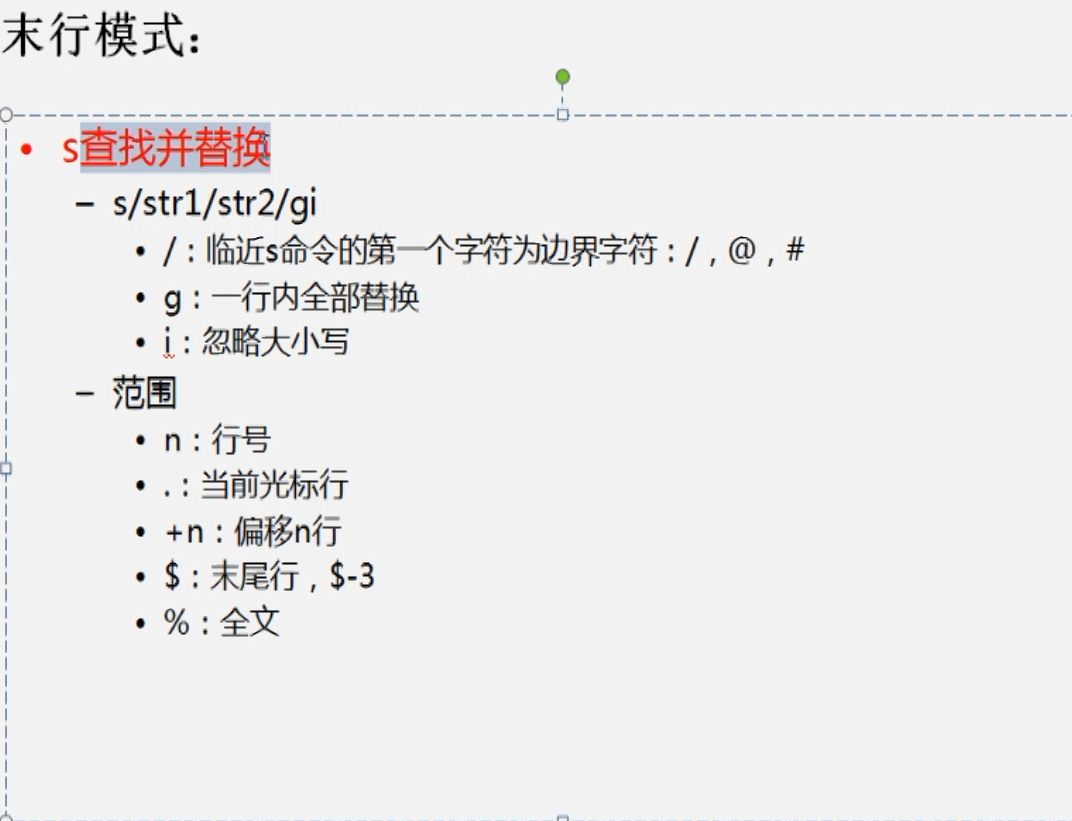 末行模式：
• s查找并替换
– s/str1/str2/gi
• /：临近s命令的第一个字符为边界字符：/，@，#
• g：一行内全部替换
• i：忽略大小写
– 范围
• n：行号
• .：当前光标行
• +n：偏移n行
• $：末尾行，$-3
• %：全文